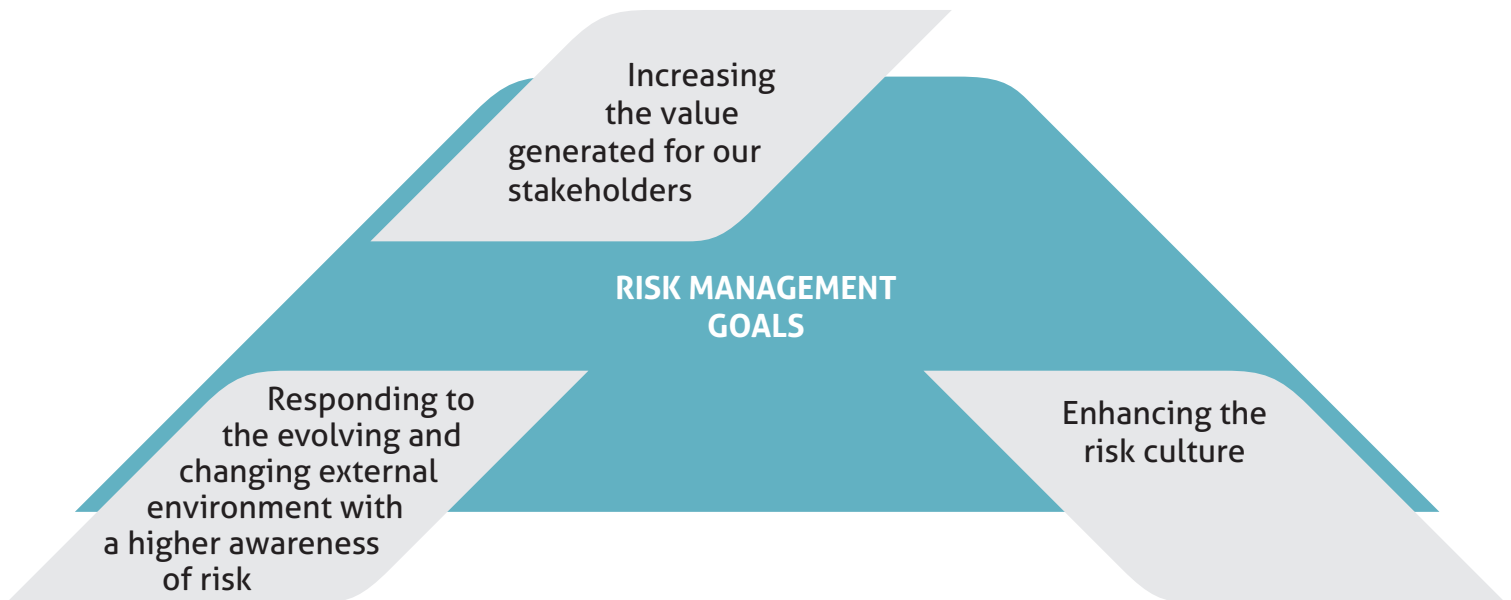 Increasing
the value
generated for our
stakeholders
RISK MANAGEMENT
GOALS
Responding to
the evolving and
changing external
environment with
a higher awareness
of risk
Enhancing the
risk culture